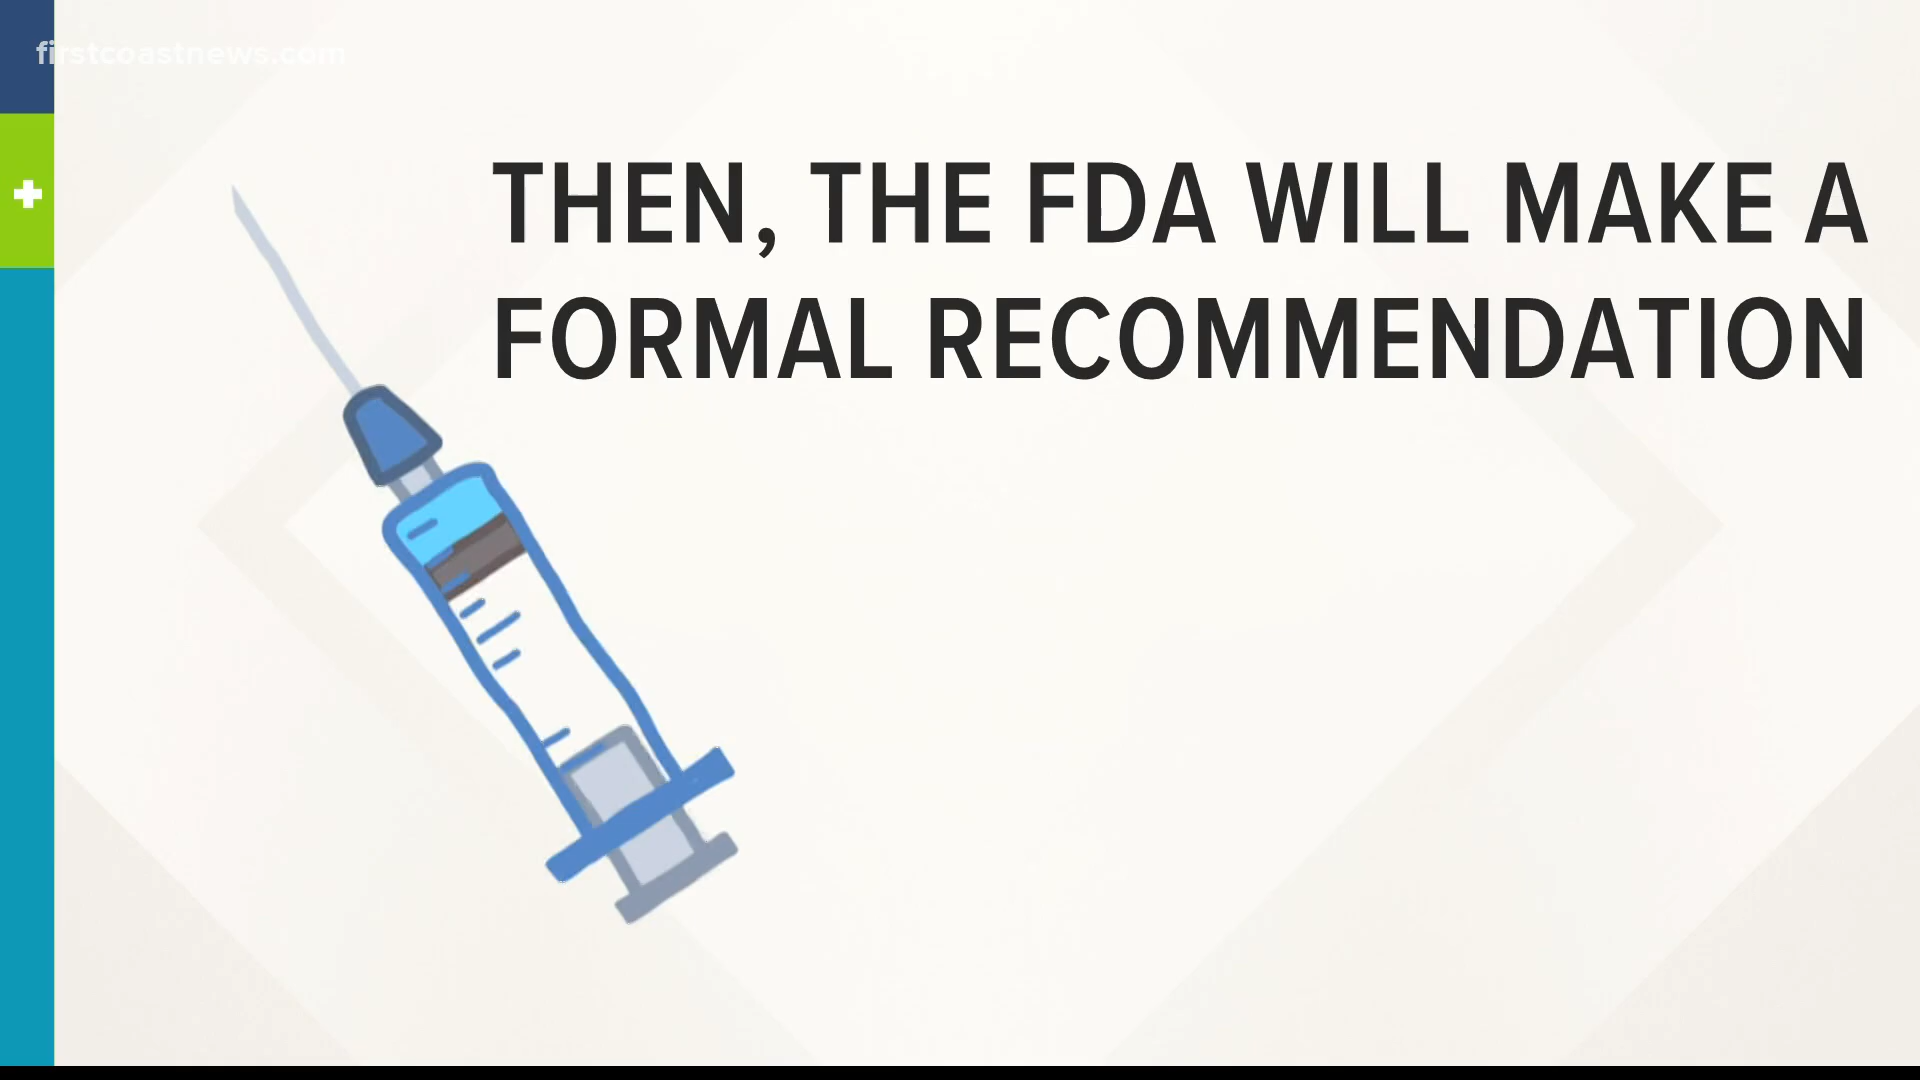 firstcoastnews.com
THEN, THE FDA WILL MAKE A
FORMAL RECOMMENDATION